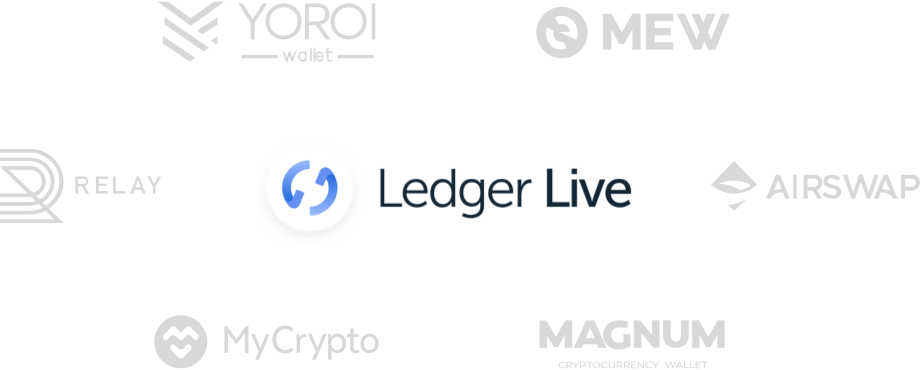 YOROI
wallet
MEW
RELAY
Ledger Live
AIRSWAP
MyCrypto
MAGNUM
CRYPTOCURRENCY WALLET